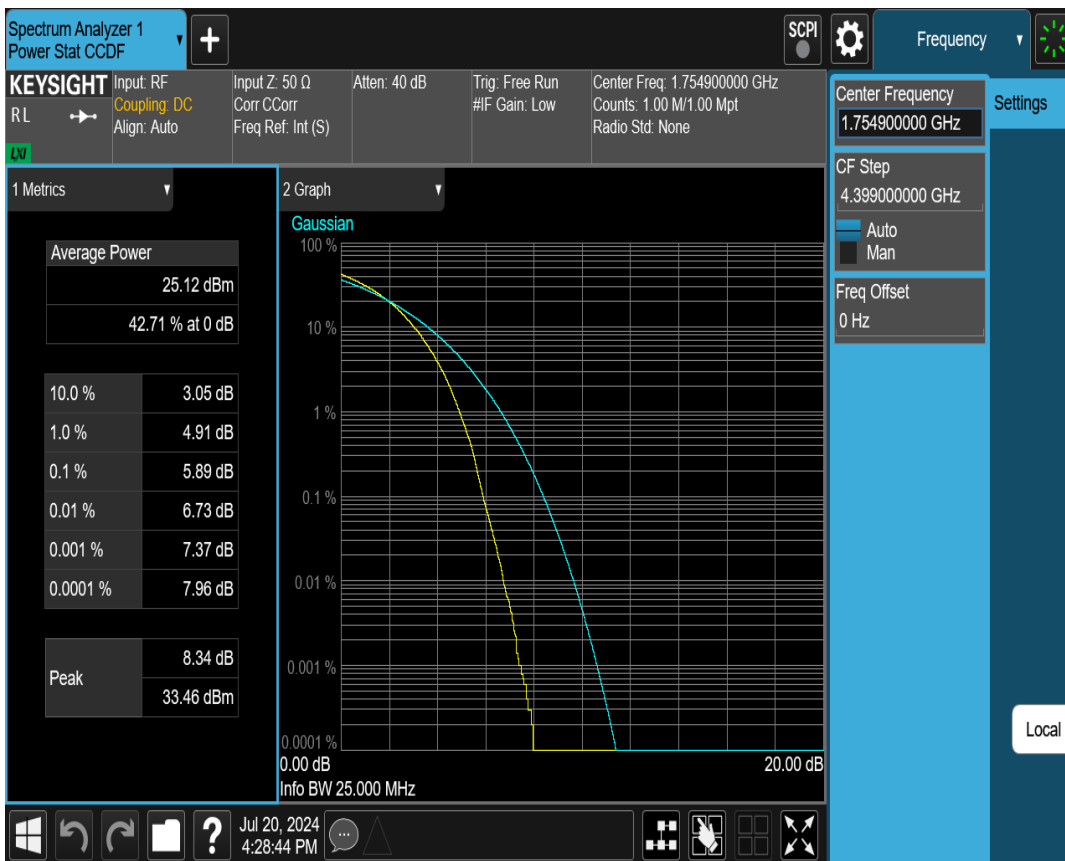 Spectrum Analyzer 1
Power Stat CCDF
+
SCPI
Frequency
KEYSIGHT
RL
LXI
Input: RF
Coupling: DC
Align: Auto
Input Z: 50 Ω
Corr CCorr
Freq Ref: Int (S)
Atten: 40 dB
Trig: Free Run
#IF Gain: Low
Center Freq: 1.754900000 GHz
Counts: 1.00 M/1.00 Mpt
Radio Std: None
Center Frequency
1.754900000 GHz
Settings
CF Step
4.399000000 GHz
Auto
Man
Freq Offset
0 Hz
1 Metrics
Average Power
25.12 dBm
42.71 % at 0 dB
10.0 % 3.05 dB
1.0 % 4.91 dB
0.1 % 5.89 dB
0.01 % 6.73 dB
0.001 % 7.37 dB
0.0001 % 7.96 dB
Peak 8.34 dB
33.46 dBm
2 Graph
Gaussian
100 %
10 %
1 %
0.1 %
0.01 %
0.001 %
0.0001 %
0.00 dB 20.00 dB
Info BW 25.000 MHz
Local
?
Jul 20, 2024
4:28:44 PM